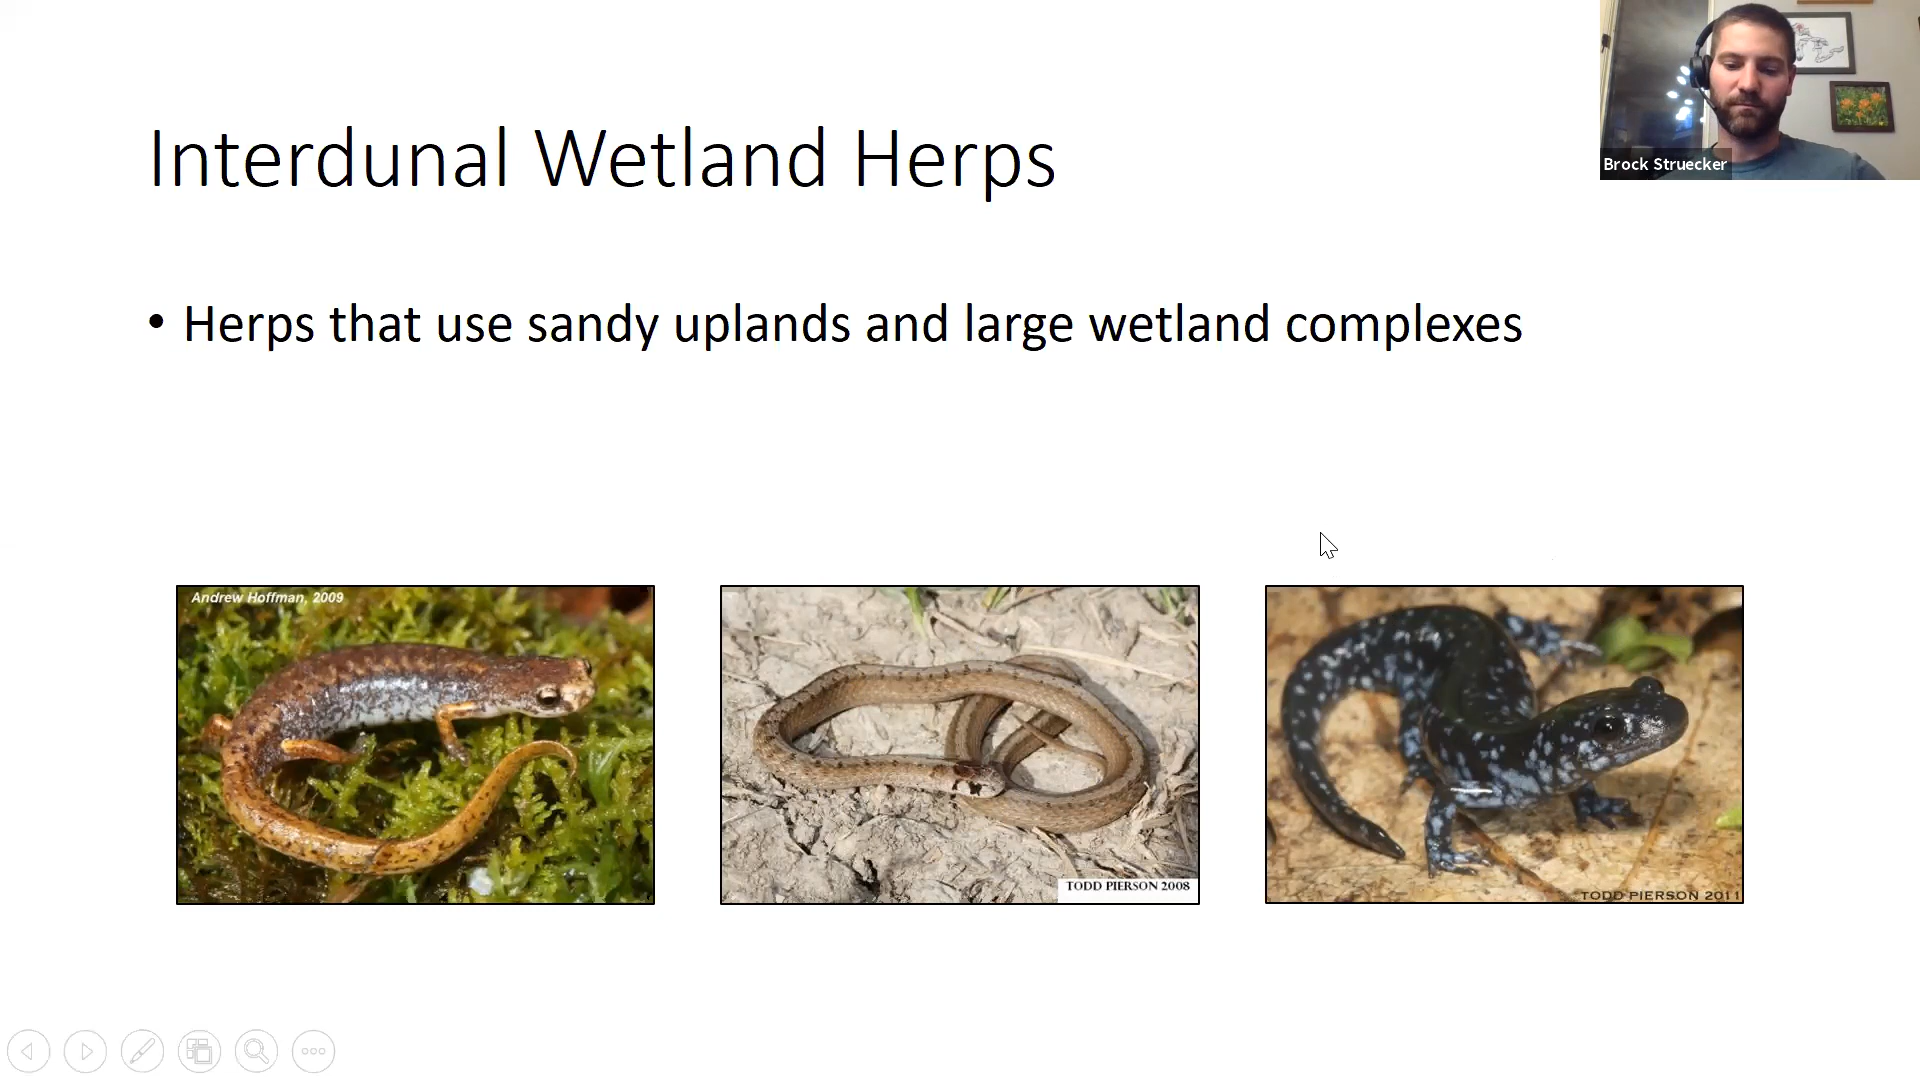 Interdunal Wetland Herps
Brock Struecker
• Herps that use sandy uplands and large wetland complexes
Andrew Hoffman, 2009
TODD PIERSON 2008
TODD PIERSON 2011